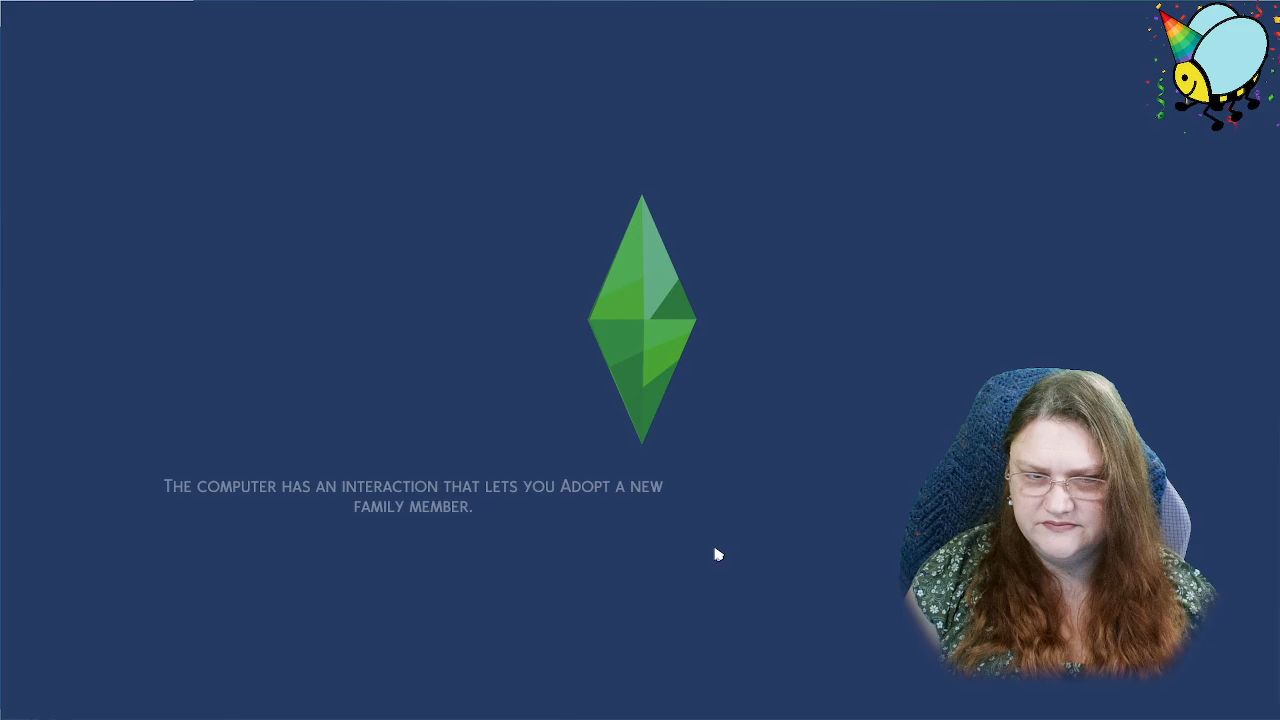 The computer has an interaction that lets you Adopt a new
family member.